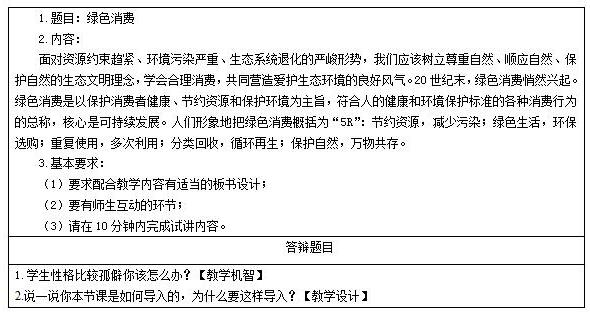 1.题目：绿色消费
2.内容：
面对资源约束趋紧、环境污染严重、生态系统退化的严峻形势，我们应该树立尊重自然、顺应自然、保
护自然的生态文明理念，学会合理消费，共同营造爱护生态环境的良好风气。20世纪末，绿色消费悄然兴起。
绿色消费是以保护消费者健康、节约资源和保护环境为主旨，符合人的健康和环境保护标准的各种消费行为
的总称，核心是可持续发展。人们形象地把绿色消费概括为“5R”：节约资源，减少污染；绿色生活，环保
选购；重复使用，多次利用；分类回收，循环再生；保护自然，万物共存。
3.基本要求：
（1）要求配合教学内容有适当的板书设计；
（2）要有师生互动的环节；
（3）请在10分钟内完成试讲内容。
答辩题目
1.学生性格比较孤僻你该怎么办？【教学机智】
2.说一说你本节课是如何导入的，为什么要这样导入？【教学设计】